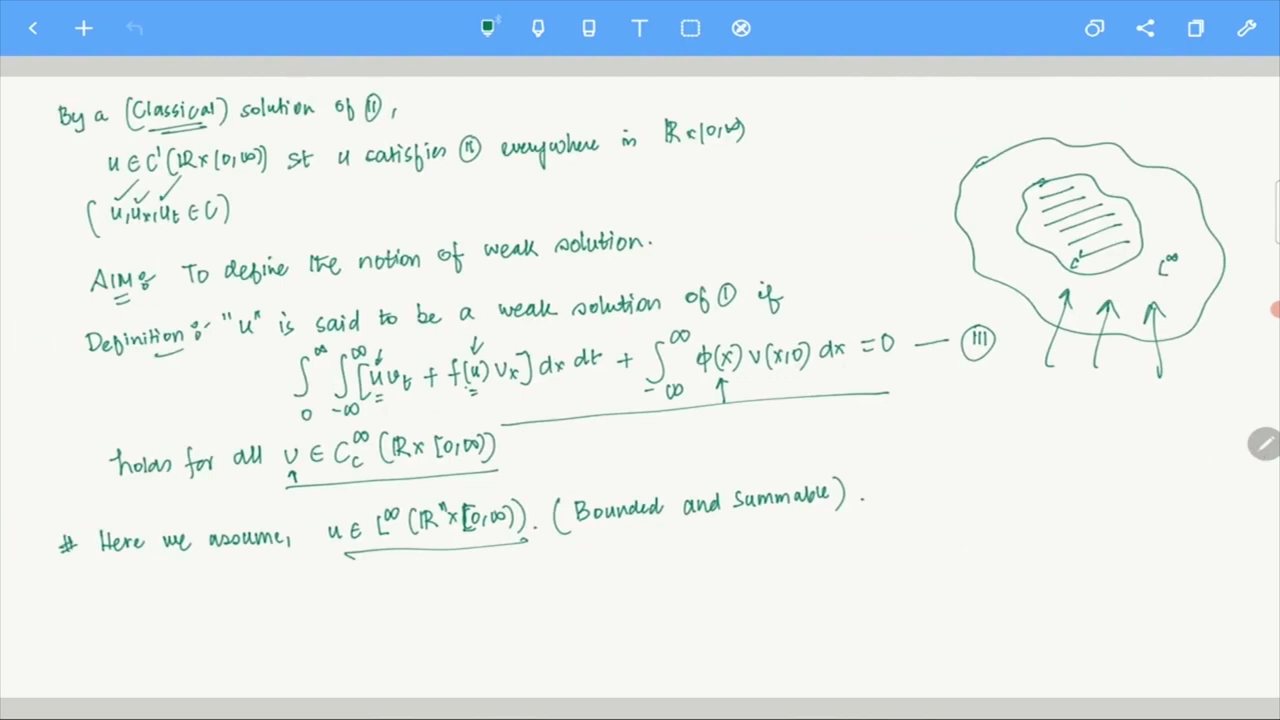 By a (Classical) solution of Ⅱ,
u ∈ C¹(ℝ×(0,∞)) st u satisfies Ⅱ everywhere in ℝ×(0,∞)
(u, uₓ, uₜ ∈ C)
AIM: To define the notion of weak solution.
Definition:- "u" is said to be a weak solution of Ⅰ if
∫₀^∞ ∫_{-∞}^∞ [u vₜ + f(u) vₓ] dx dt + ∫_{-∞}^∞ ϕ(x) v(x,0) dx = 0 — Ⅲ
holds for all v ∈ C_c^∞ (ℝ×[0,∞))
# Here we assume, u ∈ L^∞ (ℝⁿ×[0,∞)). (Bounded and Summable).
C¹
L^∞
T